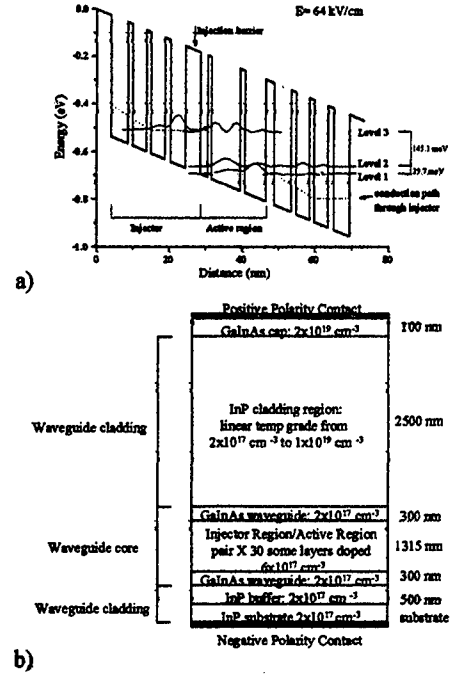 E= 64 kV/cm
Injection barrier
0.0
-0.2
-0.4
-0.6
-0.8
-1.0
Energy (eV)
Level 3
145.1 meV
Level 2
Level 1
conduction path
through injector
Injector
Active region
0
10
20
30
40
50
60
70
80
Distance (nm)
a)
Positive Polarity Contact
GaInAs cap: 2x10¹⁹ cm⁻³
100 nm
Waveguide cladding
InP cladding region:
linear temp grade from
2x10¹⁷ cm⁻³ to 1x10¹⁹ cm⁻³
2500 nm
GaInAs waveguide: 2x10¹⁷ cm⁻³
300 nm
Waveguide core
Injector Region/Active Region
pair X 30 some layers doped
6x10¹⁷ cm⁻³
1315 nm
GaInAs waveguide: 2x10¹⁷ cm⁻³
300 nm
Waveguide cladding
InP buffer: 2x10¹⁷ cm⁻³
500 nm
InP substrate 2x10¹⁷ cm⁻³
substrate
Negative Polarity Contact
b)